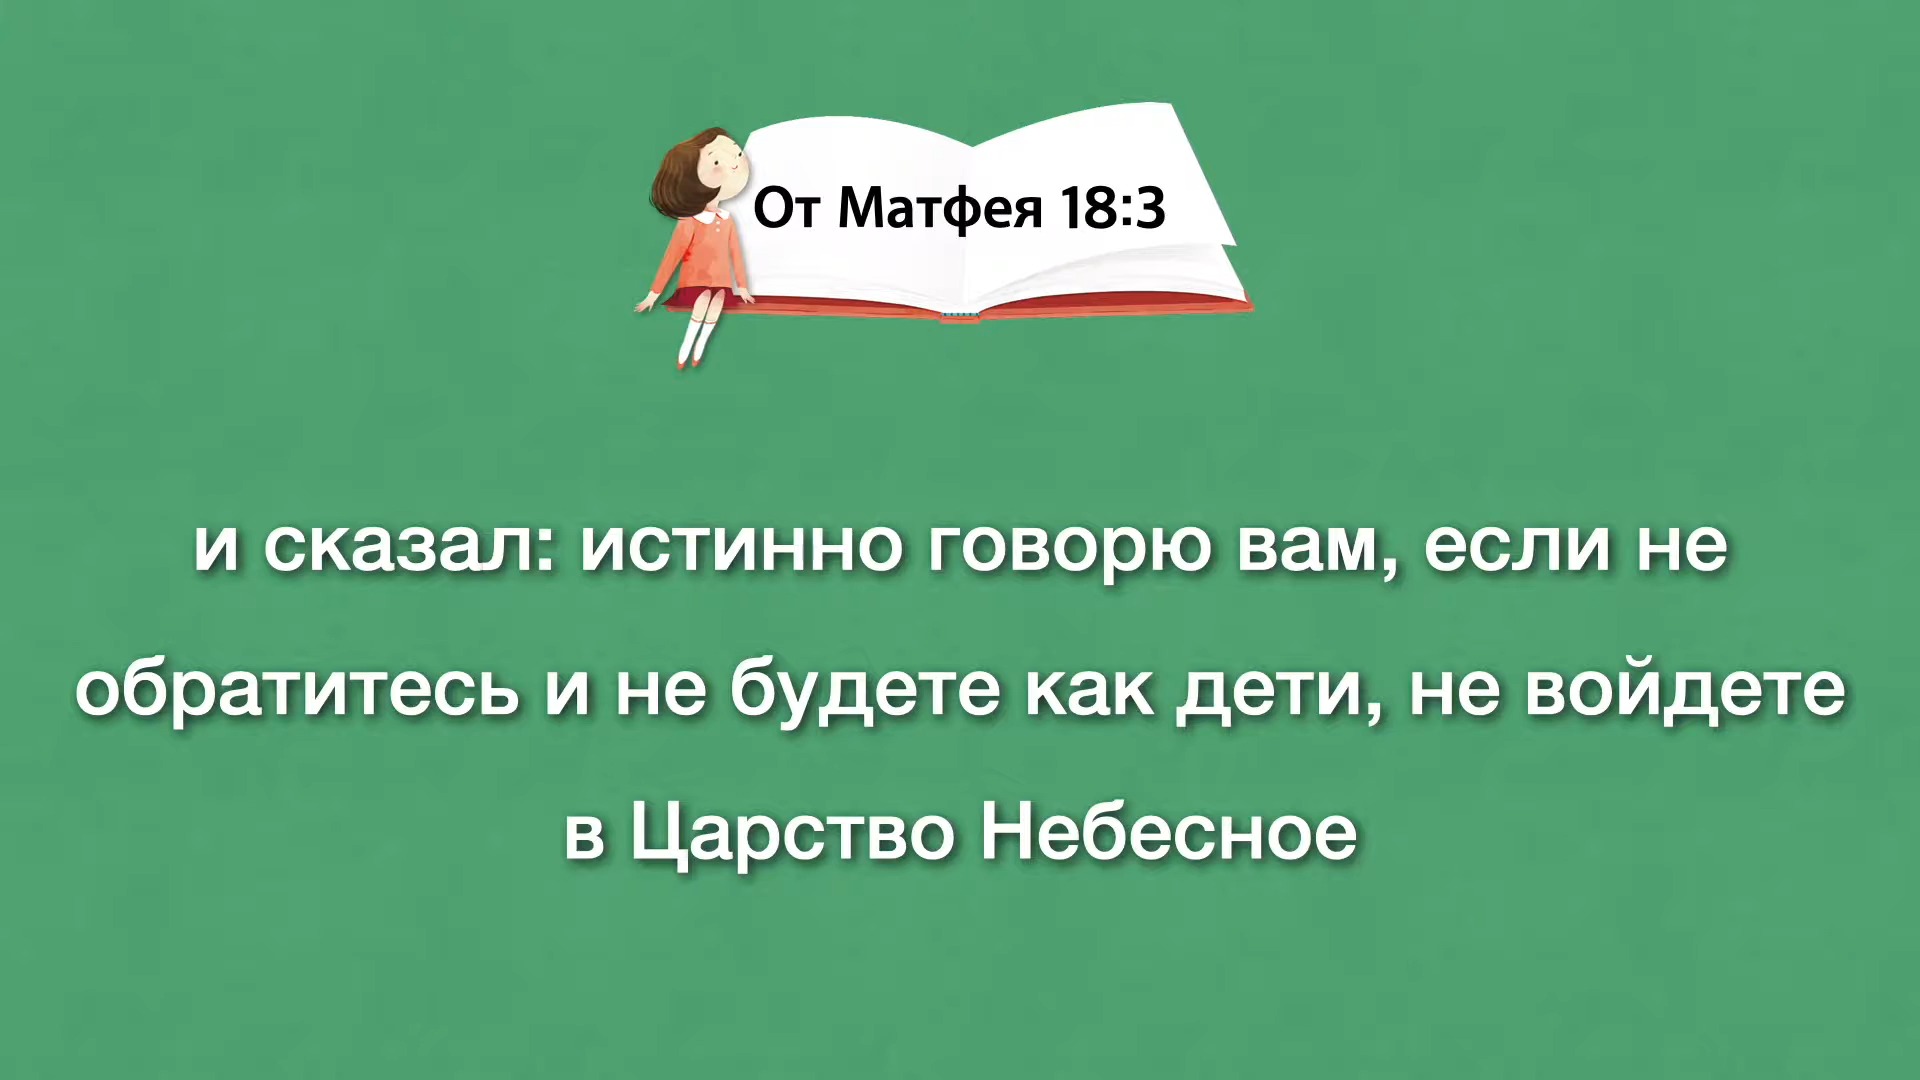 От Матфея 18:3
и сказал: истинно говорю вам, если не
обратитесь и не будете как дети, не войдете
в Царство Небесное